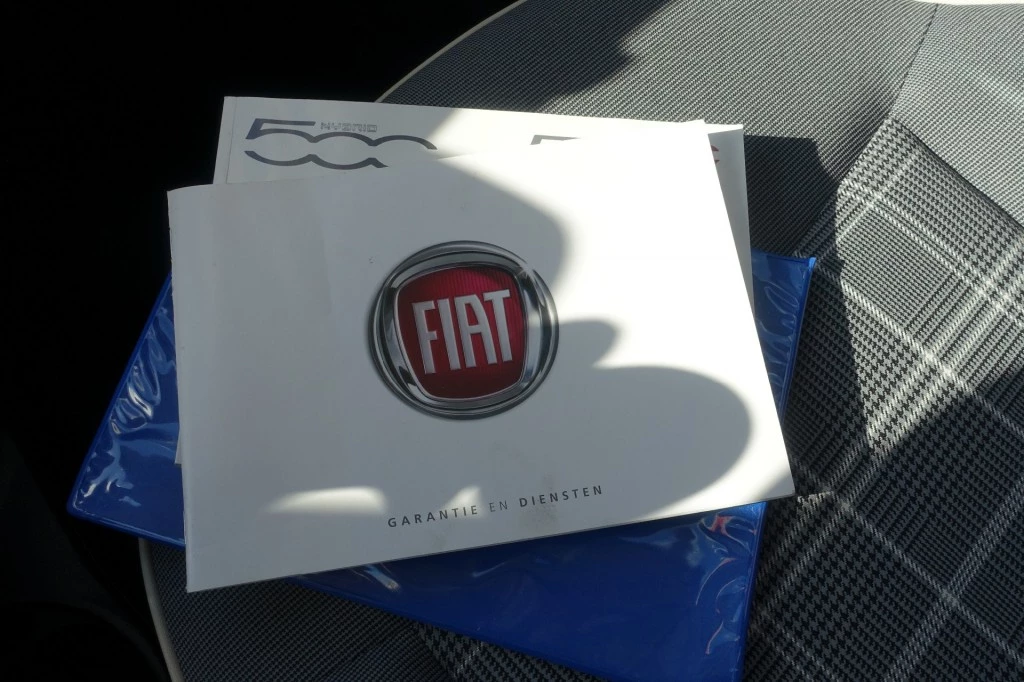 500 HYBRID
FIAT
GARANTIE EN DIENSTEN